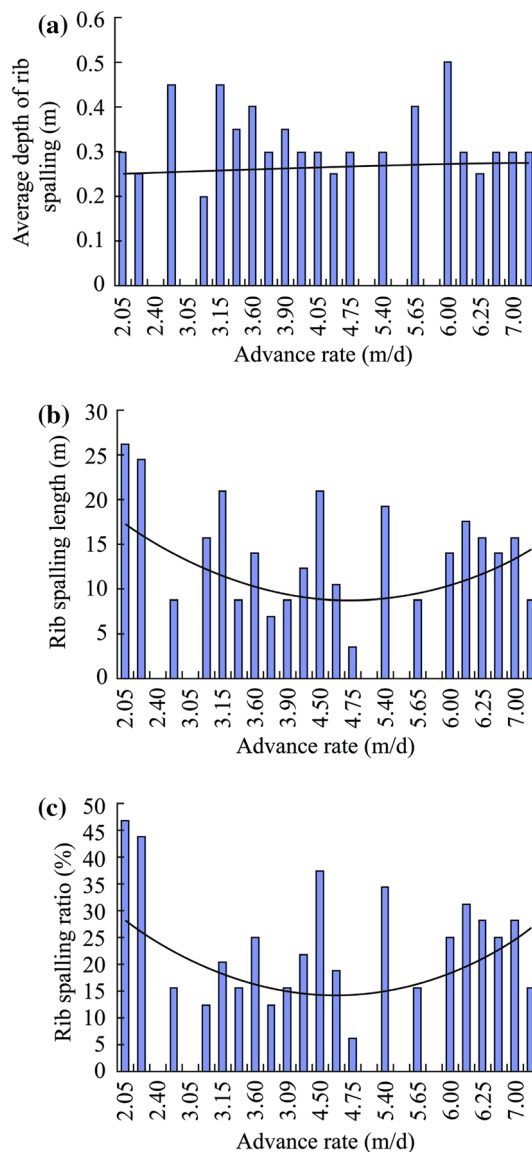 (a)
0.6
0.5
0.4
0.3
0.2
0.1
0
Average depth of rib
spalling (m)
2.05 2.40 3.05 3.15 3.60 3.90 4.05 4.75 5.40 5.65 6.00 6.25 7.00
Advance rate (m/d)
(b)
30
25
20
15
10
5
0
Rib spalling length (m)
2.05 2.40 3.05 3.15 3.60 3.90 4.50 4.75 5.40 5.65 6.00 6.25 7.00
Advance rate (m/d)
(c)
50
45
40
35
30
25
20
15
10
5
0
Rib spalling ratio (%)
2.05 2.40 3.05 3.15 3.60 3.09 4.50 4.75 5.40 5.65 6.00 6.25 7.00
Advance rate (m/d)